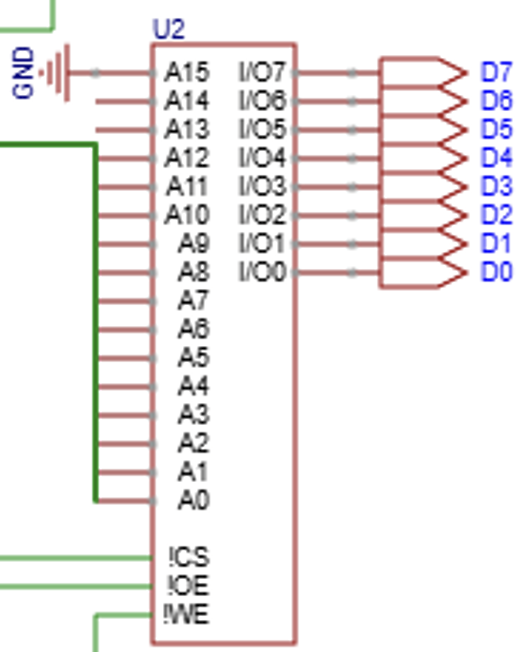 U2
GND
A15 I/O7 D7
A14 I/O6 D6
A13 I/O5 D5
A12 I/O4 D4
A11 I/O3 D3
A10 I/O2 D2
A9 I/O1 D1
A8 I/O0 D0
A7
A6
A5
A4
A3
A2
A1
A0
!CS
!OE
!WE